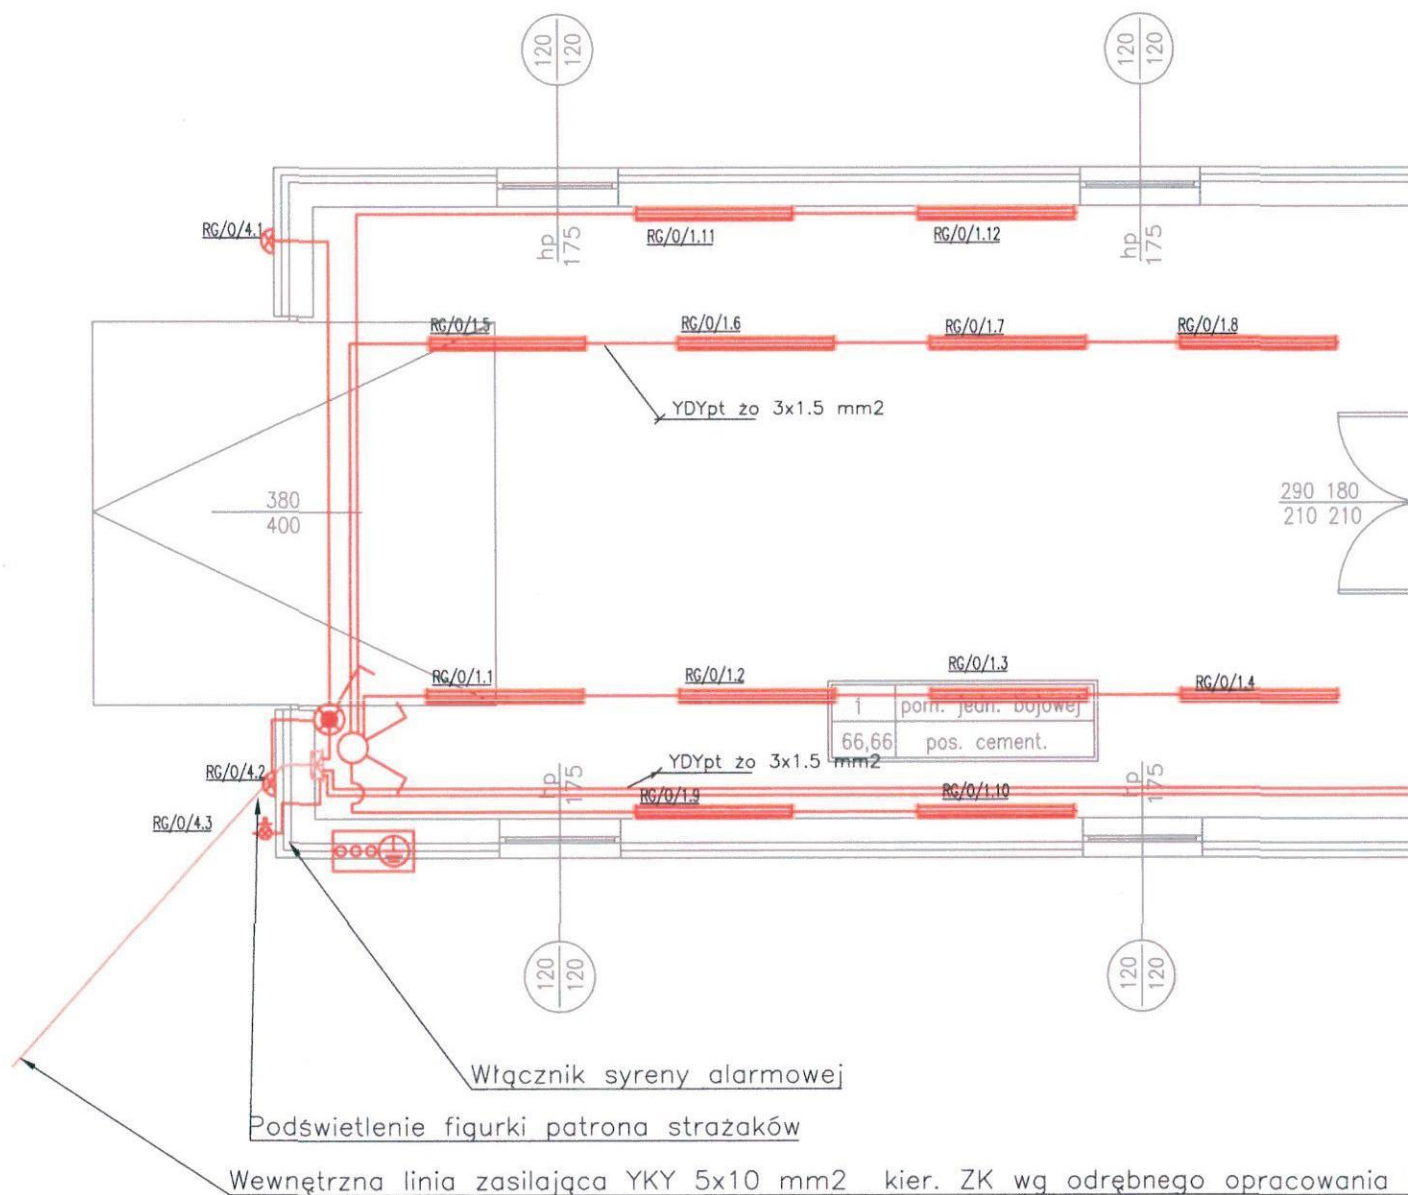 120 120
120 120
RG/0/4.1
RG/0/1.11
RG/0/1.12
hp 175
hp 175
RG/0/1.5
RG/0/1.6
RG/0/1.7
RG/0/1.8
YDYpt żo 3x1.5 mm2
380
400
290 180
210 210
RG/0/1.1
RG/0/1.2
RG/0/1.3
RG/0/1.4
1 pom. jedn. bojowej
66,66 pos. cement.
YDYpt żo 3x1.5 mm2
RG/0/4.2
hp 175
hp 175
RG/0/1.9
RG/0/1.10
RG/0/4.3
120 120
120 120
Włącznik syreny alarmowej
Podświetlenie figurki patrona strażaków
Wewnętrzna linia zasilająca YKY 5x10 mm2 kier. ZK wg odrębnego opracowania